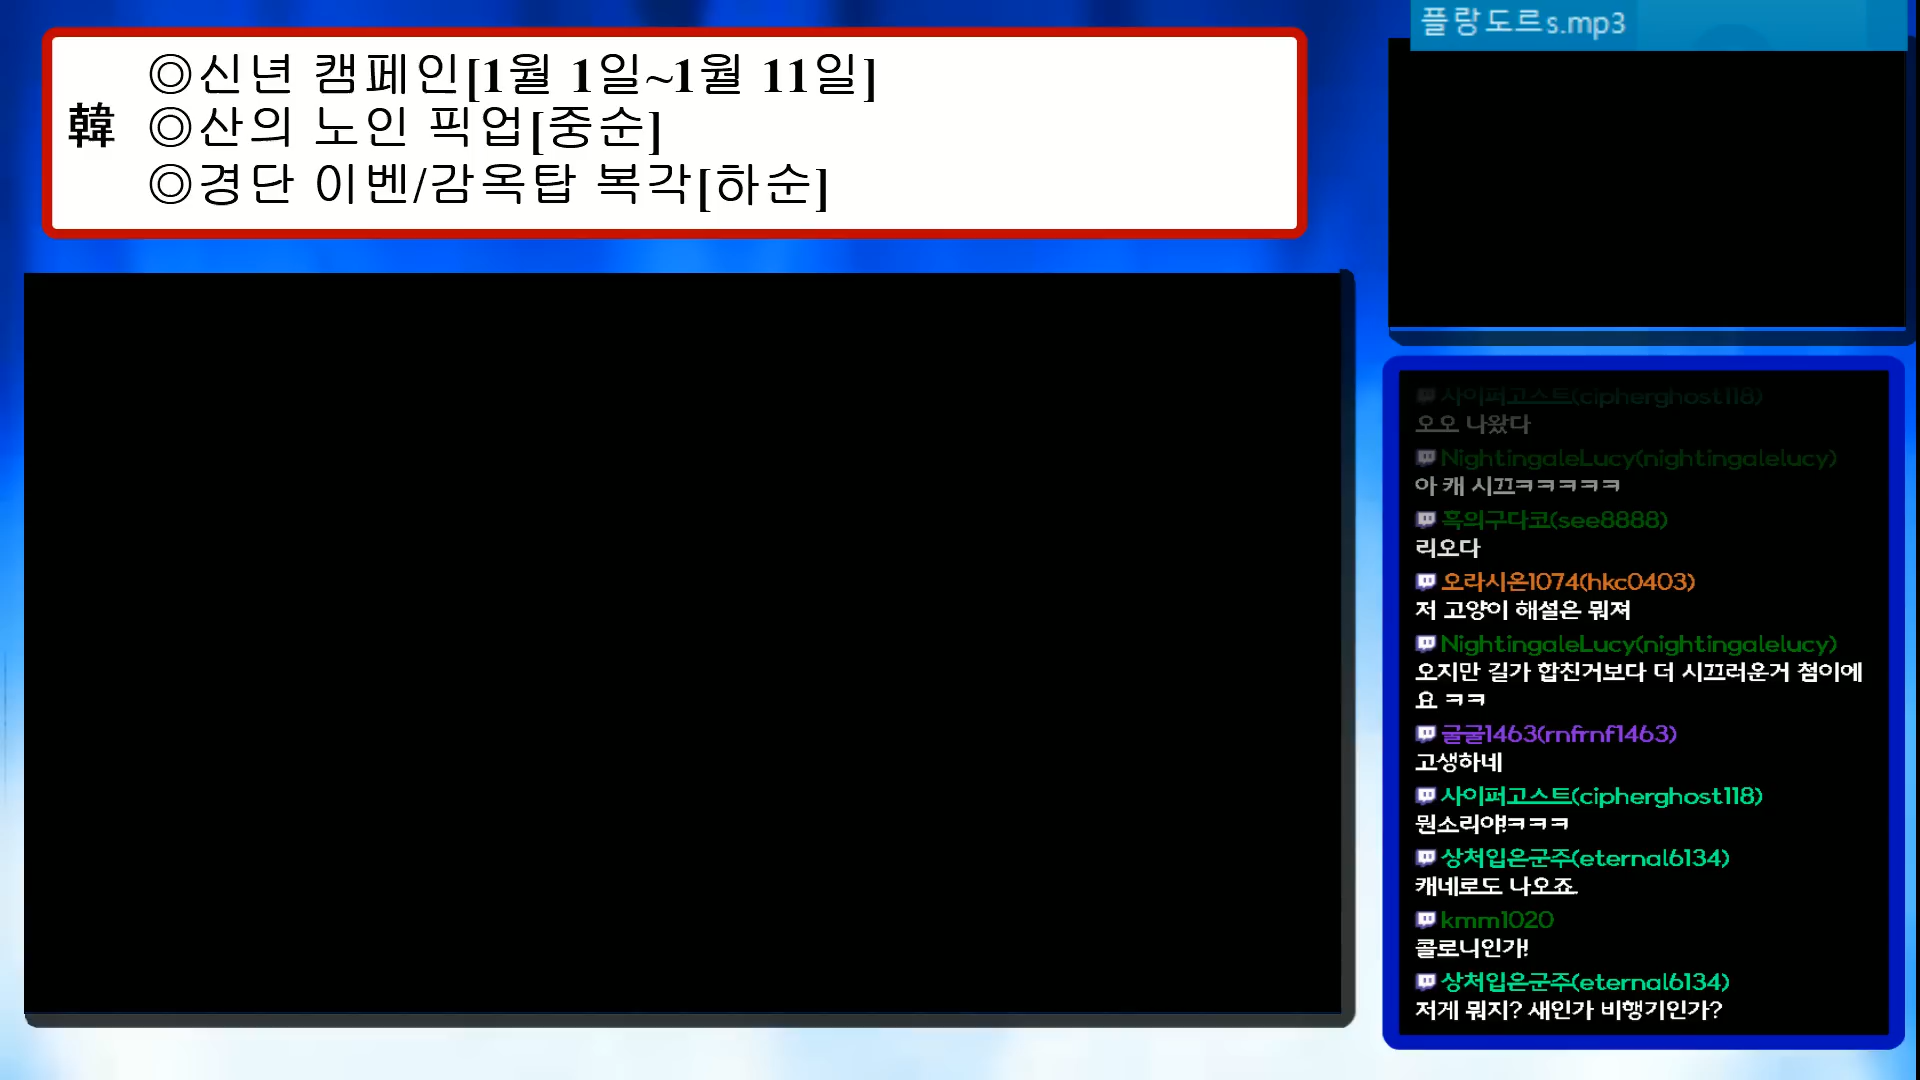 ◎신년 캠페인[1월 1일~1월 11일]
韓 ◎산의 노인 픽업[중순]
◎경단 이벤/감옥탑 복각[하순]
플랑도르s.mp3
사이퍼고스트(cipherghost118)
오오 나왔다
NightingaleLucy(nightingalelucy)
아 캐 시끄ㅋㅋㅋㅋㅋ
흑의구다코(see8888)
리오다
오라시온1074(hkc0403)
저 고양이 해설은 뭐져
NightingaleLucy(nightingalelucy)
오지만 길가 합친거보다 더 시끄러운거 첨이에
요 ㅋㅋ
굴굴1463(rnfrnf1463)
고생하네
사이퍼고스트(cipherghost118)
뭔소리야!ㅋㅋㅋ
상처입은군주(eternal6134)
캐네로도 나오죠.
kmm1020
콜로니인가!
상처입은군주(eternal6134)
저게 뭐지? 새인가 비행기인가?